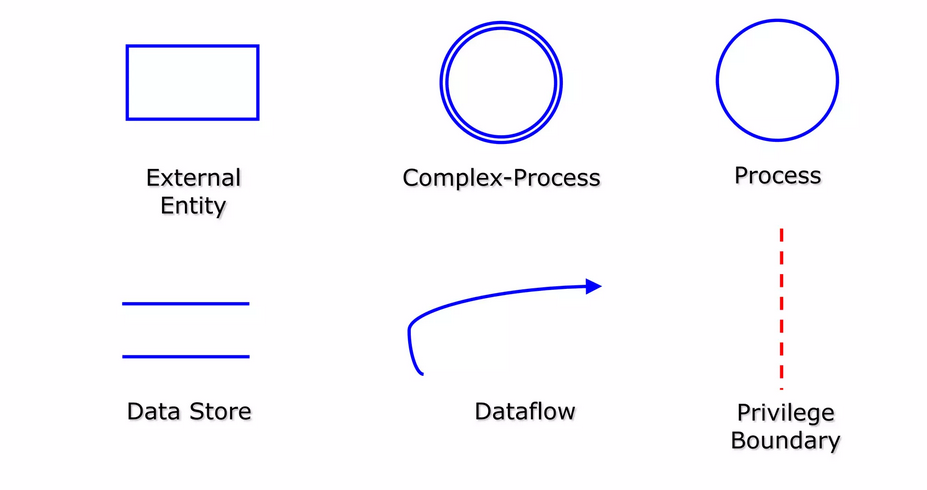 External
Entity
Complex-Process
Process
Data Store
Dataflow
Privilege
Boundary